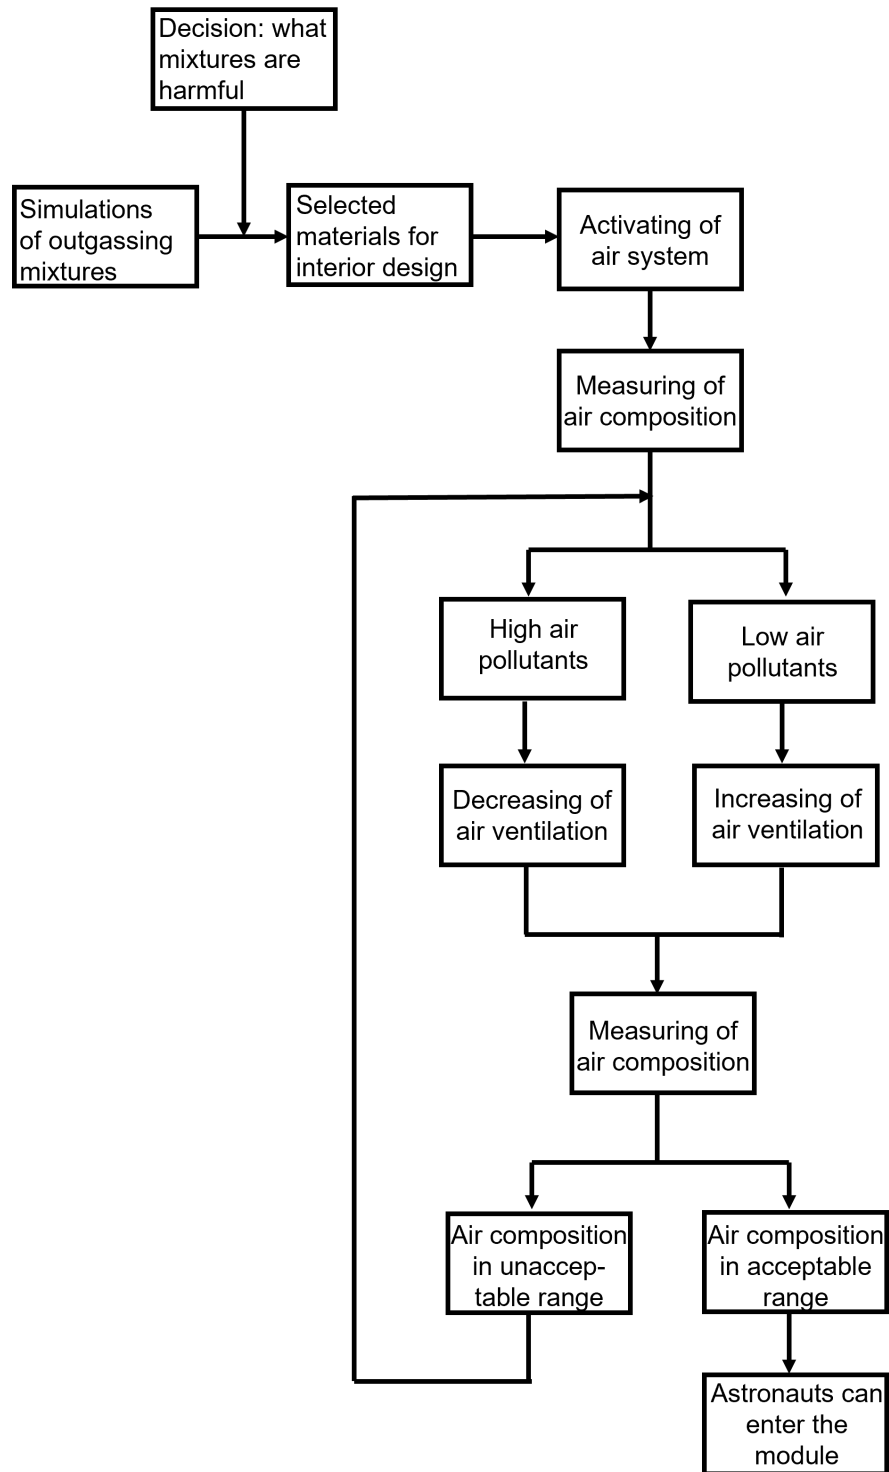 Decision: what
mixtures are
harmful
Simulations
of outgassing
mixtures
Selected
materials for
interior design
Activating of
air system
Measuring of
air composition
High air
pollutants
Low air
pollutants
Decreasing of
air ventilation
Increasing of
air ventilation
Measuring of
air composition
Air composition
in unaccep-
table range
Air composition
in acceptable
range
Astronauts can
enter the
module